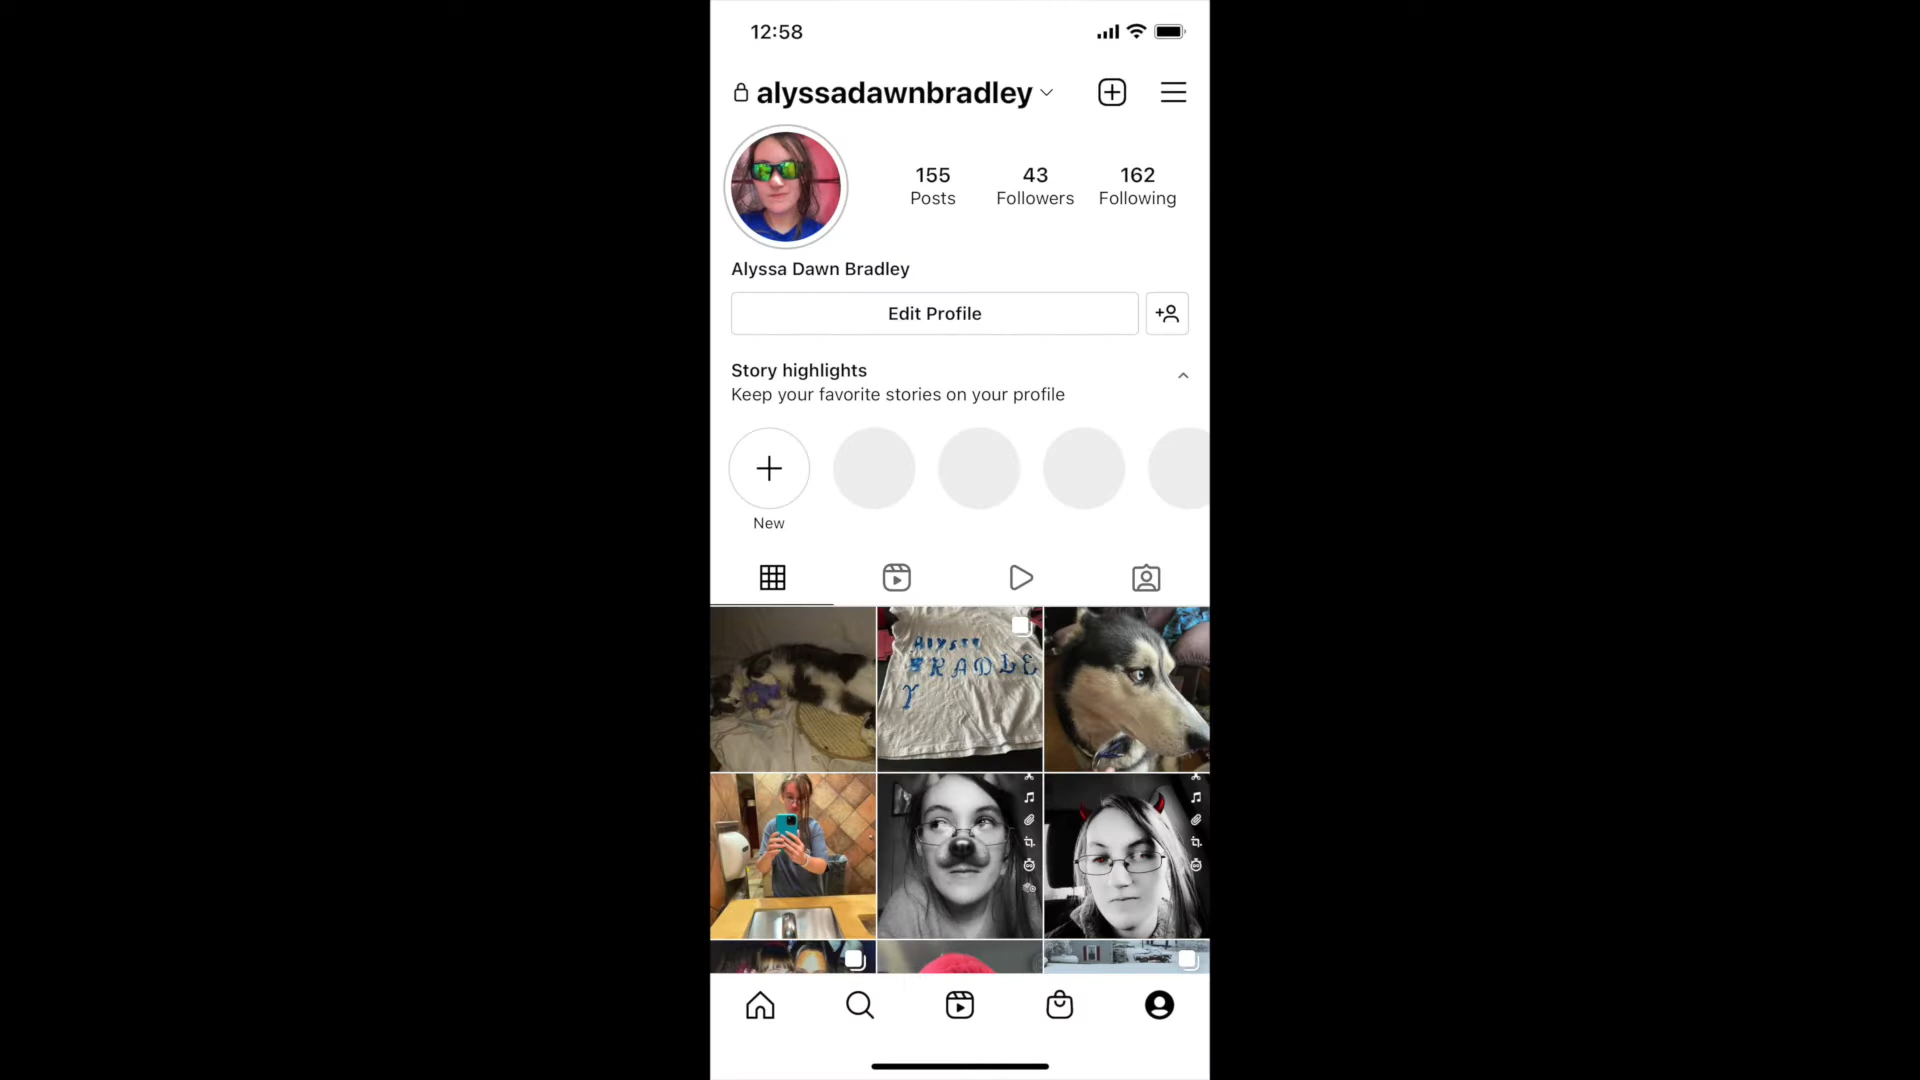 12:58
alyssadawnbradley
155
Posts
43
Followers
162
Following
Alyssa Dawn Bradley
Edit Profile
Story highlights
Keep your favorite stories on your profile
New
BRADLE
Y